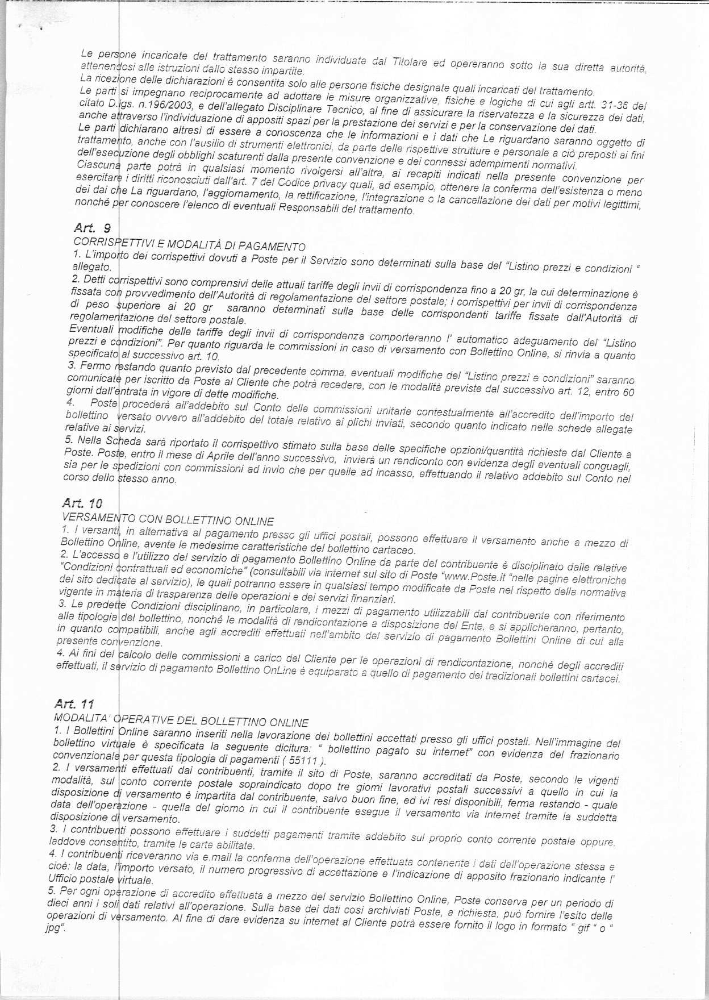 Le persone incaricate del trattamento saranno individuate dal Titolare ed opereranno sotto la sua diretta autorità,
attenendosi alle istruzioni dallo stesso impartite.
La ricezione delle dichiarazioni è consentita solo alle persone fisiche designate quali incaricati del trattamento.
Le parti si impegnano reciprocamente ad adottare le misure organizzative, fisiche e logiche di cui agli artt. 31-36 del
citato D.lgs. n.196/2003, e dell'allegato Disciplinare Tecnico, al fine di assicurare la riservatezza e la sicurezza dei dati,
anche attraverso l'individuazione di appositi spazi per la prestazione dei servizi e per la conservazione dei dati.
Le parti dichiarano altresì di essere a conoscenza che le informazioni e i dati che Le riguardano saranno oggetto di
trattamento, anche con l'ausilio di strumenti elettronici, da parte delle rispettive strutture e personale a ciò preposti ai fini
dell'esecuzione degli obblighi scaturenti dalla presente convenzione e dei connessi adempimenti normativi.
Ciascuna parte potrà in qualsiasi momento rivolgersi all'altra, ai recapiti indicati nella presente convenzione per
esercitare i diritti riconosciuti dall'art. 7 del Codice privacy quali, ad esempio, ottenere la conferma dell'esistenza o meno
dei dai che La riguardano, l'aggiornamento, la rettificazione, l'integrazione o la cancellazione dei dati per motivi legittimi,
nonché per conoscere l'elenco di eventuali Responsabili del trattamento.
Art. 9
CORRISPETTIVI E MODALITÀ DI PAGAMENTO
1. L'importo dei corrispettivi dovuti a Poste per il Servizio sono determinati sulla base del "Listino prezzi e condizioni "
allegato.
2. Detti corrispettivi sono comprensivi delle attuali tariffe degli invii di corrispondenza fino a 20 gr, la cui determinazione è
fissata con provvedimento dell'Autorità di regolamentazione del settore postale; i corrispettivi per invii di corrispondenza
di peso superiore ai 20 gr saranno determinati sulla base delle corrispondenti tariffe fissate dall'Autorità di
regolamentazione del settore postale.
Eventuali modifiche delle tariffe degli invii di corrispondenza comporteranno l' automatico adeguamento del "Listino
prezzi e condizioni". Per quanto riguarda le commissioni in caso di versamento con Bollettino Online, si rinvia a quanto
specificato al successivo art. 10.
3. Fermo restando quanto previsto dal precedente comma, eventuali modifiche del "Listino prezzi e condizioni" saranno
comunicate per iscritto da Poste al Cliente che potrà recedere, con le modalità previste dal successivo art. 12, entro 60
giorni dall'entrata in vigore di dette modifiche.
4. Poste procederà all'addebito sul Conto delle commissioni unitarie contestualmente all'accredito dell'importo del
bollettino versato ovvero all'addebito del totale relativo ai plichi inviati, secondo quanto indicato nelle schede allegate
relative ai servizi.
5. Nella Scheda sarà riportato il corrispettivo stimato sulla base delle specifiche opzioni/quantità richieste dal Cliente a
Poste. Poste, entro il mese di Aprile dell'anno successivo, invierà un rendiconto con evidenza degli eventuali conguagli,
sia per le spedizioni con commissioni ad invio che per quelle ad incasso, effettuando il relativo addebito sul Conto nel
corso dello stesso anno.
Art. 10
VERSAMENTO CON BOLLETTINO ONLINE
1. I versanti, in alternativa al pagamento presso gli uffici postali, possono effettuare il versamento anche a mezzo di
Bollettino Online, avente le medesime caratteristiche del bollettino cartaceo.
2. L'accesso e l'utilizzo del servizio di pagamento Bollettino Online da parte del contribuente è disciplinato dalle relative
"Condizioni contrattuali ed economiche" (consultabili via internet sul sito di Poste "www.Poste.it "nelle pagine elettroniche
del sito dedicate al servizio), le quali potranno essere in qualsiasi tempo modificate da Poste nel rispetto della normativa
vigente in materia di trasparenza delle operazioni e dei servizi finanziari.
3. Le predette Condizioni disciplinano, in particolare, i mezzi di pagamento utilizzabili dal contribuente con riferimento
alla tipologia del bollettino, nonché le modalità di rendicontazione a disposizione del Ente, e si applicheranno, pertanto,
in quanto compatibili, anche agli accrediti effettuati nell'ambito del servizio di pagamento Bollettini Online di cui alla
presente convenzione.
4. Ai fini del calcolo delle commissioni a carico del Cliente per le operazioni di rendicontazione, nonché degli accrediti
effettuati, il servizio di pagamento Bollettino OnLine è equiparato a quello di pagamento dei tradizionali bollettini cartacei.
Art. 11
MODALITA' OPERATIVE DEL BOLLETTINO ONLINE
1. I Bollettini Online saranno inseriti nella lavorazione dei bollettini accettati presso gli uffici postali. Nell'immagine del
bollettino virtuale è specificata la seguente dicitura: " bollettino pagato su internet" con evidenza del frazionario
convenzionale per questa tipologia di pagamenti ( 55111 ).
2. I versamenti effettuati dai contribuenti, tramite il sito di Poste, saranno accreditati da Poste, secondo le vigenti
modalità, sul conto corrente postale sopraindicato dopo tre giorni lavorativi postali successivi a quello in cui la
disposizione di versamento è impartita dal contribuente, salvo buon fine, ed ivi resi disponibili, ferma restando - quale
data dell'operazione - quella del giorno in cui il contribuente esegue il versamento via internet tramite la suddetta
disposizione di versamento.
3. I contribuenti possono effettuare i suddetti pagamenti tramite addebito sul proprio conto corrente postale oppure,
laddove consentito, tramite le carte abilitate.
4. I contribuenti riceveranno via e.mail la conferma dell'operazione effettuata contenente i dati dell'operazione stessa e
cioè: la data, l'importo versato, il numero progressivo di accettazione e l'indicazione di apposito frazionario indicante l'
Ufficio postale virtuale.
5. Per ogni operazione di accredito effettuata a mezzo del servizio Bollettino Online, Poste conserva per un periodo di
dieci anni i soli dati relativi all'operazione. Sulla base dei dati così archiviati Poste, a richiesta, può fornire l'esito delle
operazioni di versamento. Al fine di dare evidenza su internet al Cliente potrà essere fornito il logo in formato " gif " o "
jpg".